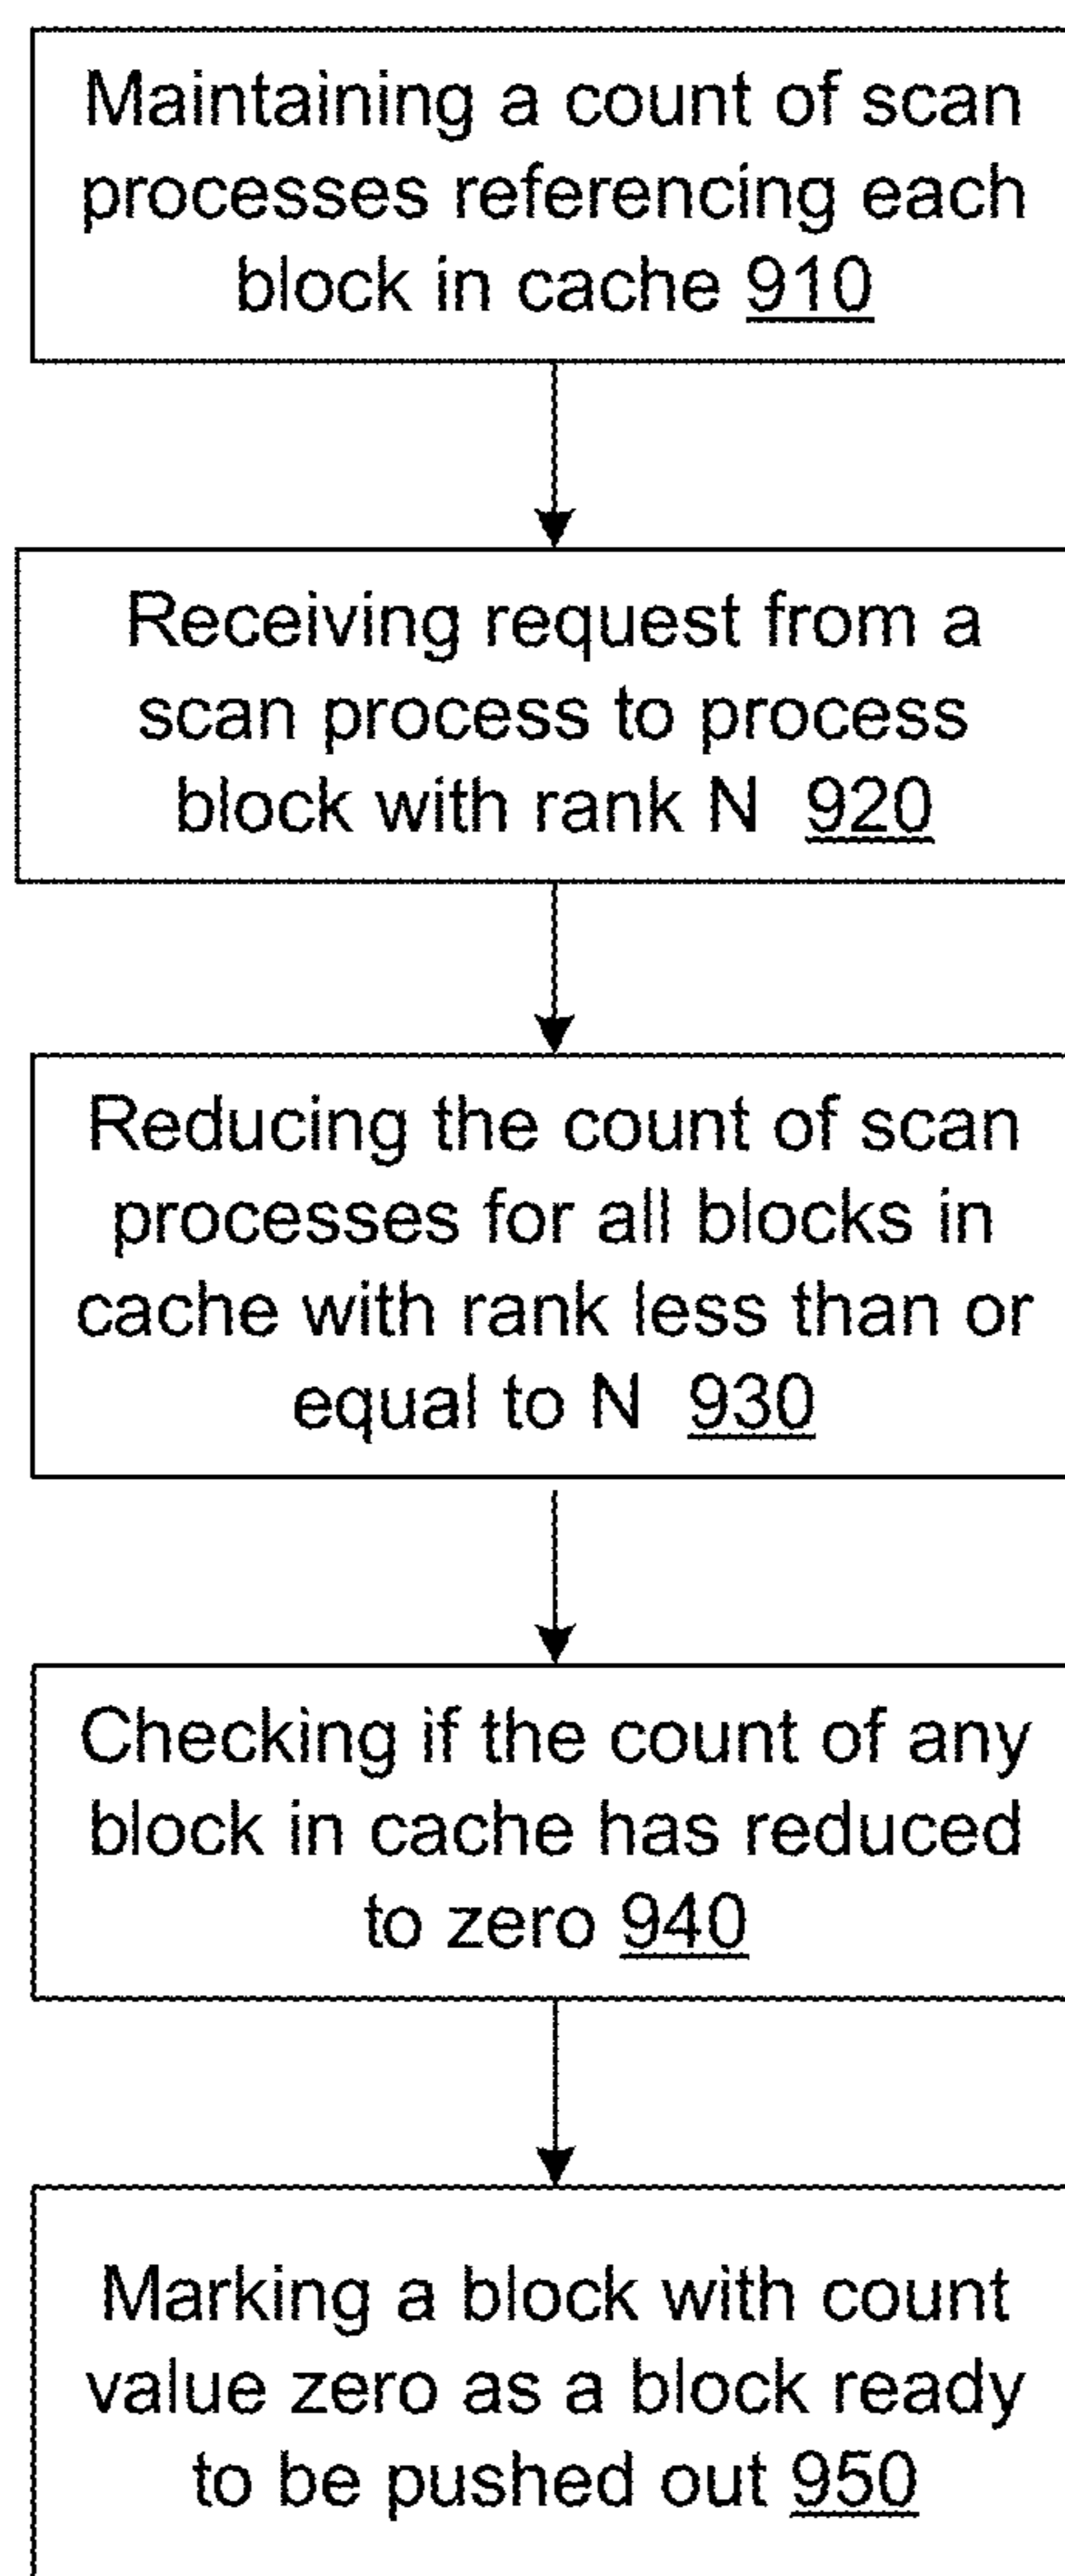 Maintaining a count of scan
processes referencing each
block in cache 910
Receiving request from a
scan process to process
block with rank N 920
Reducing the count of scan
processes for all blocks in
cache with rank less than or
equal to N 930
Checking if the count of any
block in cache has reduced
to zero 940
Marking a block with count
value zero as a block ready
to be pushed out 950